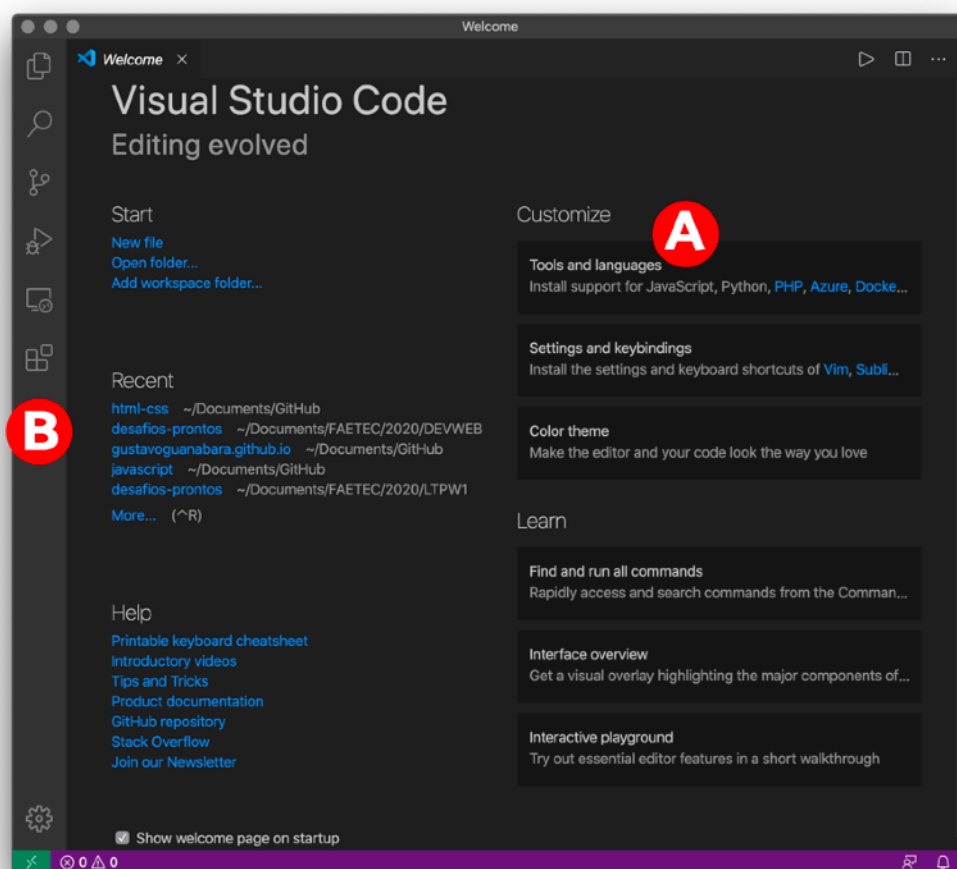 Welcome
Welcome ×
Visual Studio Code
Editing evolved
Start
New file
Open folder...
Add workspace folder...
Recent
html-css ~/Documents/GitHub
desafios-prontos ~/Documents/FAETEC/2020/DEVWEB
gustavoguanabara.github.io ~/Documents/GitHub
javascript ~/Documents/GitHub
desafios-prontos ~/Documents/FAETEC/2020/LTPW1
More... (^R)
Help
Printable keyboard cheatsheet
Introductory videos
Tips and Tricks
Product documentation
GitHub repository
Stack Overflow
Join our Newsletter
Show welcome page on startup
Customize
A
Tools and languages
Install support for JavaScript, Python, PHP, Azure, Docke...
Settings and keybindings
Install the settings and keyboard shortcuts of Vim, Subli...
Color theme
Make the editor and your code look the way you love
Learn
Find and run all commands
Rapidly access and search commands from the Comman...
Interface overview
Get a visual overlay highlighting the major components of...
Interactive playground
Try out essential editor features in a short walkthrough
B
0 0